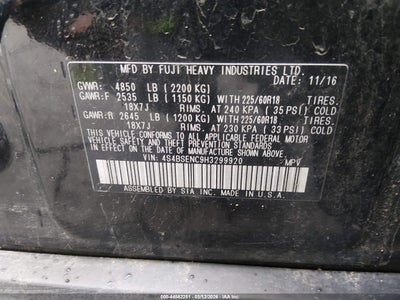 MFD. BY FUJI HEAVY INDUSTRIES LTD.
DATE: 11/16
GVWR: 4850 LB (2200 KG)
GAWR:F 2535 LB (1150 KG) WITH 225/60R18 TIRES.
18X7J RIMS. AT 240 KPA (35 PSI) COLD
GAWR:R 2645 LB (1200 KG) WITH 225/60R18 TIRES.
18X7J RIMS. AT 230 KPA (33 PSI) COLD
THIS VEHICLE CONFORMS TO ALL APPLICABLE FEDERAL MOTOR
VEHICLE SAFETY AND THEFT PREVENTION STANDARDS
IN EFFECT ON THE DATE OF MANUFACTURE SHOWN ABOVE.
VIN: 4S4BSENC9H3299920 MPV
ASSEMBLED BY SIA INC. MADE IN U.S.A.